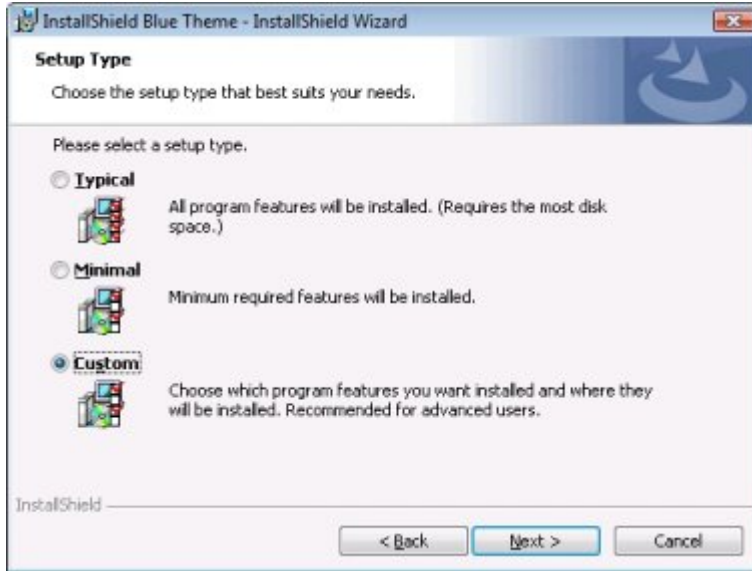 InstallShield Blue Theme - InstallShield Wizard
Setup Type
Choose the setup type that best suits your needs.
Please select a setup type.
Typical
All program features will be installed. (Requires the most disk
space.)
Minimal
Minimum required features will be installed.
Custom
Choose which program features you want installed and where they
will be installed. Recommended for advanced users.
InstallShield
< Back
Next >
Cancel